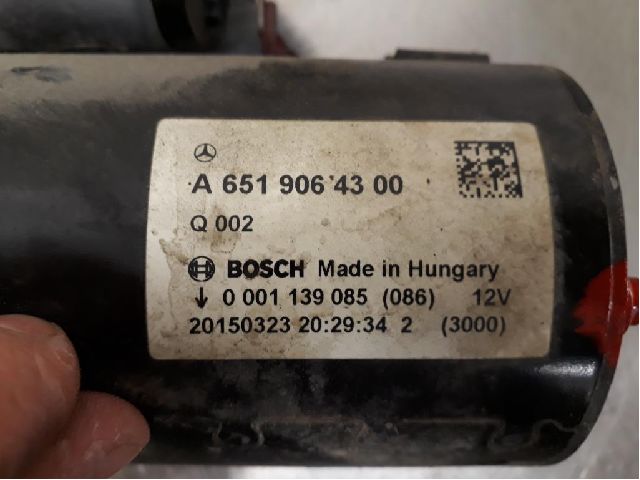 A 651 906 43 00
Q 002
BOSCH Made in Hungary
↓ 0 001 139 085 (086) 12V
20150323 20:29:34 2 (3000)